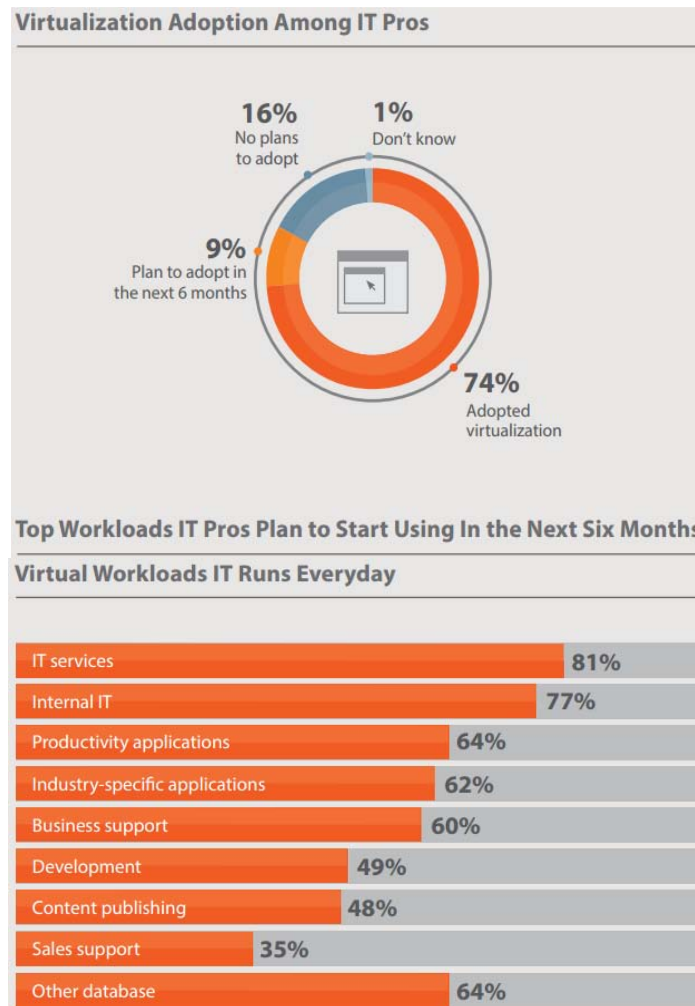 Virtualization Adoption Among IT Pros
16%
No plans
to adopt
1%
Don't know
9%
Plan to adopt in
the next 6 months
74%
Adopted
virtualization
Top Workloads IT Pros Plan to Start Using In the Next Six Months
Virtual Workloads IT Runs Everyday
IT services 81%
Internal IT 77%
Productivity applications 64%
Industry-specific applications 62%
Business support 60%
Development 49%
Content publishing 48%
Sales support 35%
Other database 64%